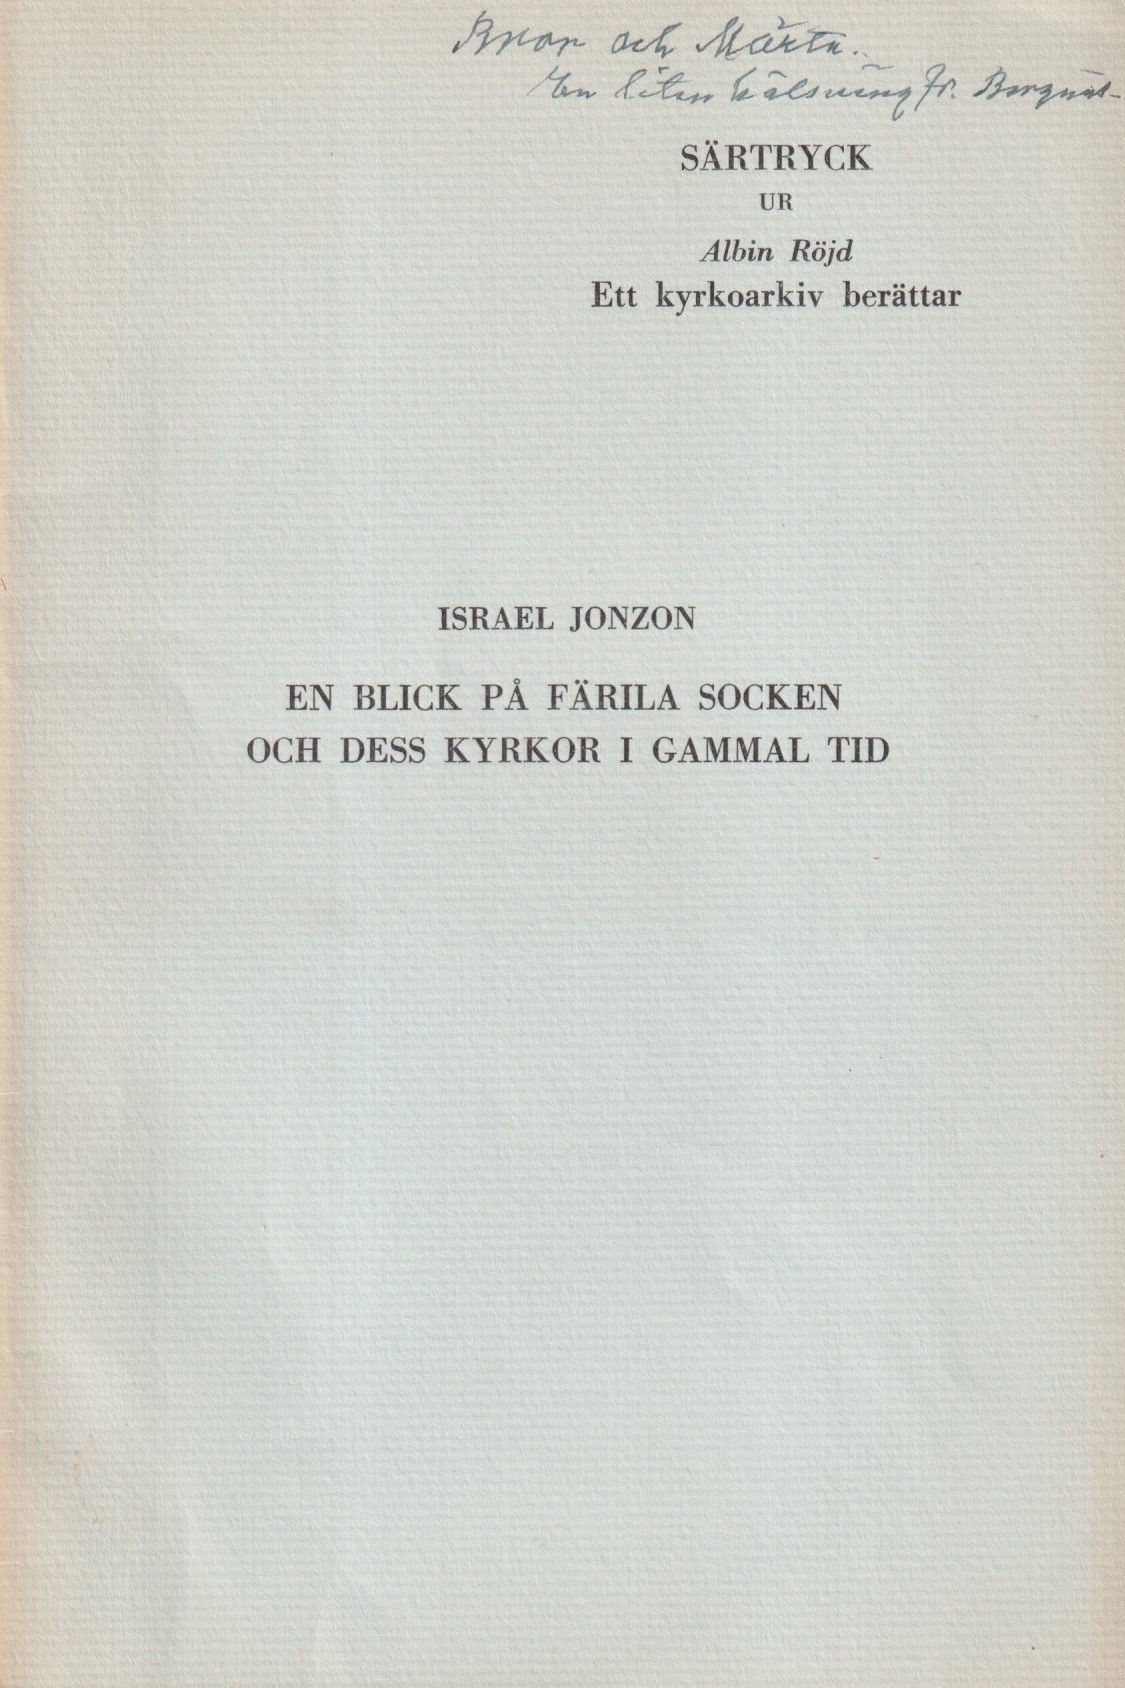 Bror och Märta.
En liten hälsning fr.
SÄRTRYCK
UR
Albin Röjd
Ett kyrkoarkiv berättar
ISRAEL JONZON
EN BLICK PÅ FÄRILA SOCKEN
OCH DESS KYRKOR I GAMMAL TID